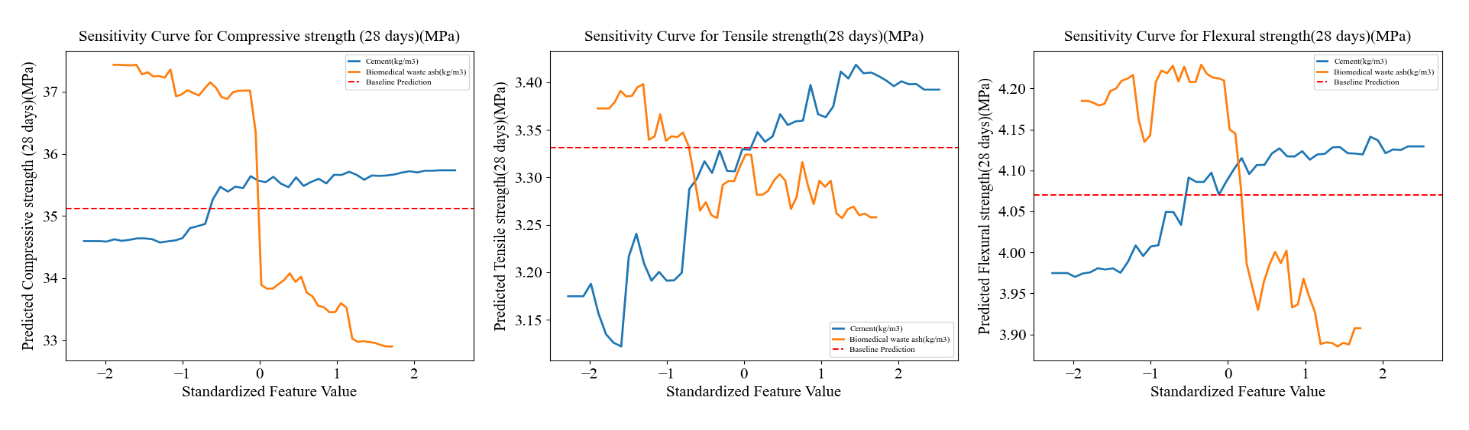 Sensitivity Curve for Compressive strength (28 days)(MPa)
Predicted Compressive strength (28 days)(MPa)
37
36
35
34
33
Cement(kg/m3)
Biomedical waste ash(kg/m3)
Baseline Prediction
−2
−1
0
1
2
Standardized Feature Value
Sensitivity Curve for Tensile strength(28 days)(MPa)
Predicted Tensile strength(28 days)(MPa)
3.40
3.35
3.30
3.25
3.20
3.15
Cement(kg/m3)
Biomedical waste ash(kg/m3)
Baseline Prediction
−2
−1
0
1
2
Standardized Feature Value
Sensitivity Curve for Flexural strength(28 days)(MPa)
Predicted Flexural strength(28 days)(MPa)
4.20
4.15
4.10
4.05
4.00
3.95
3.90
Cement(kg/m3)
Biomedical waste ash(kg/m3)
Baseline Prediction
−2
−1
0
1
2
Standardized Feature Value